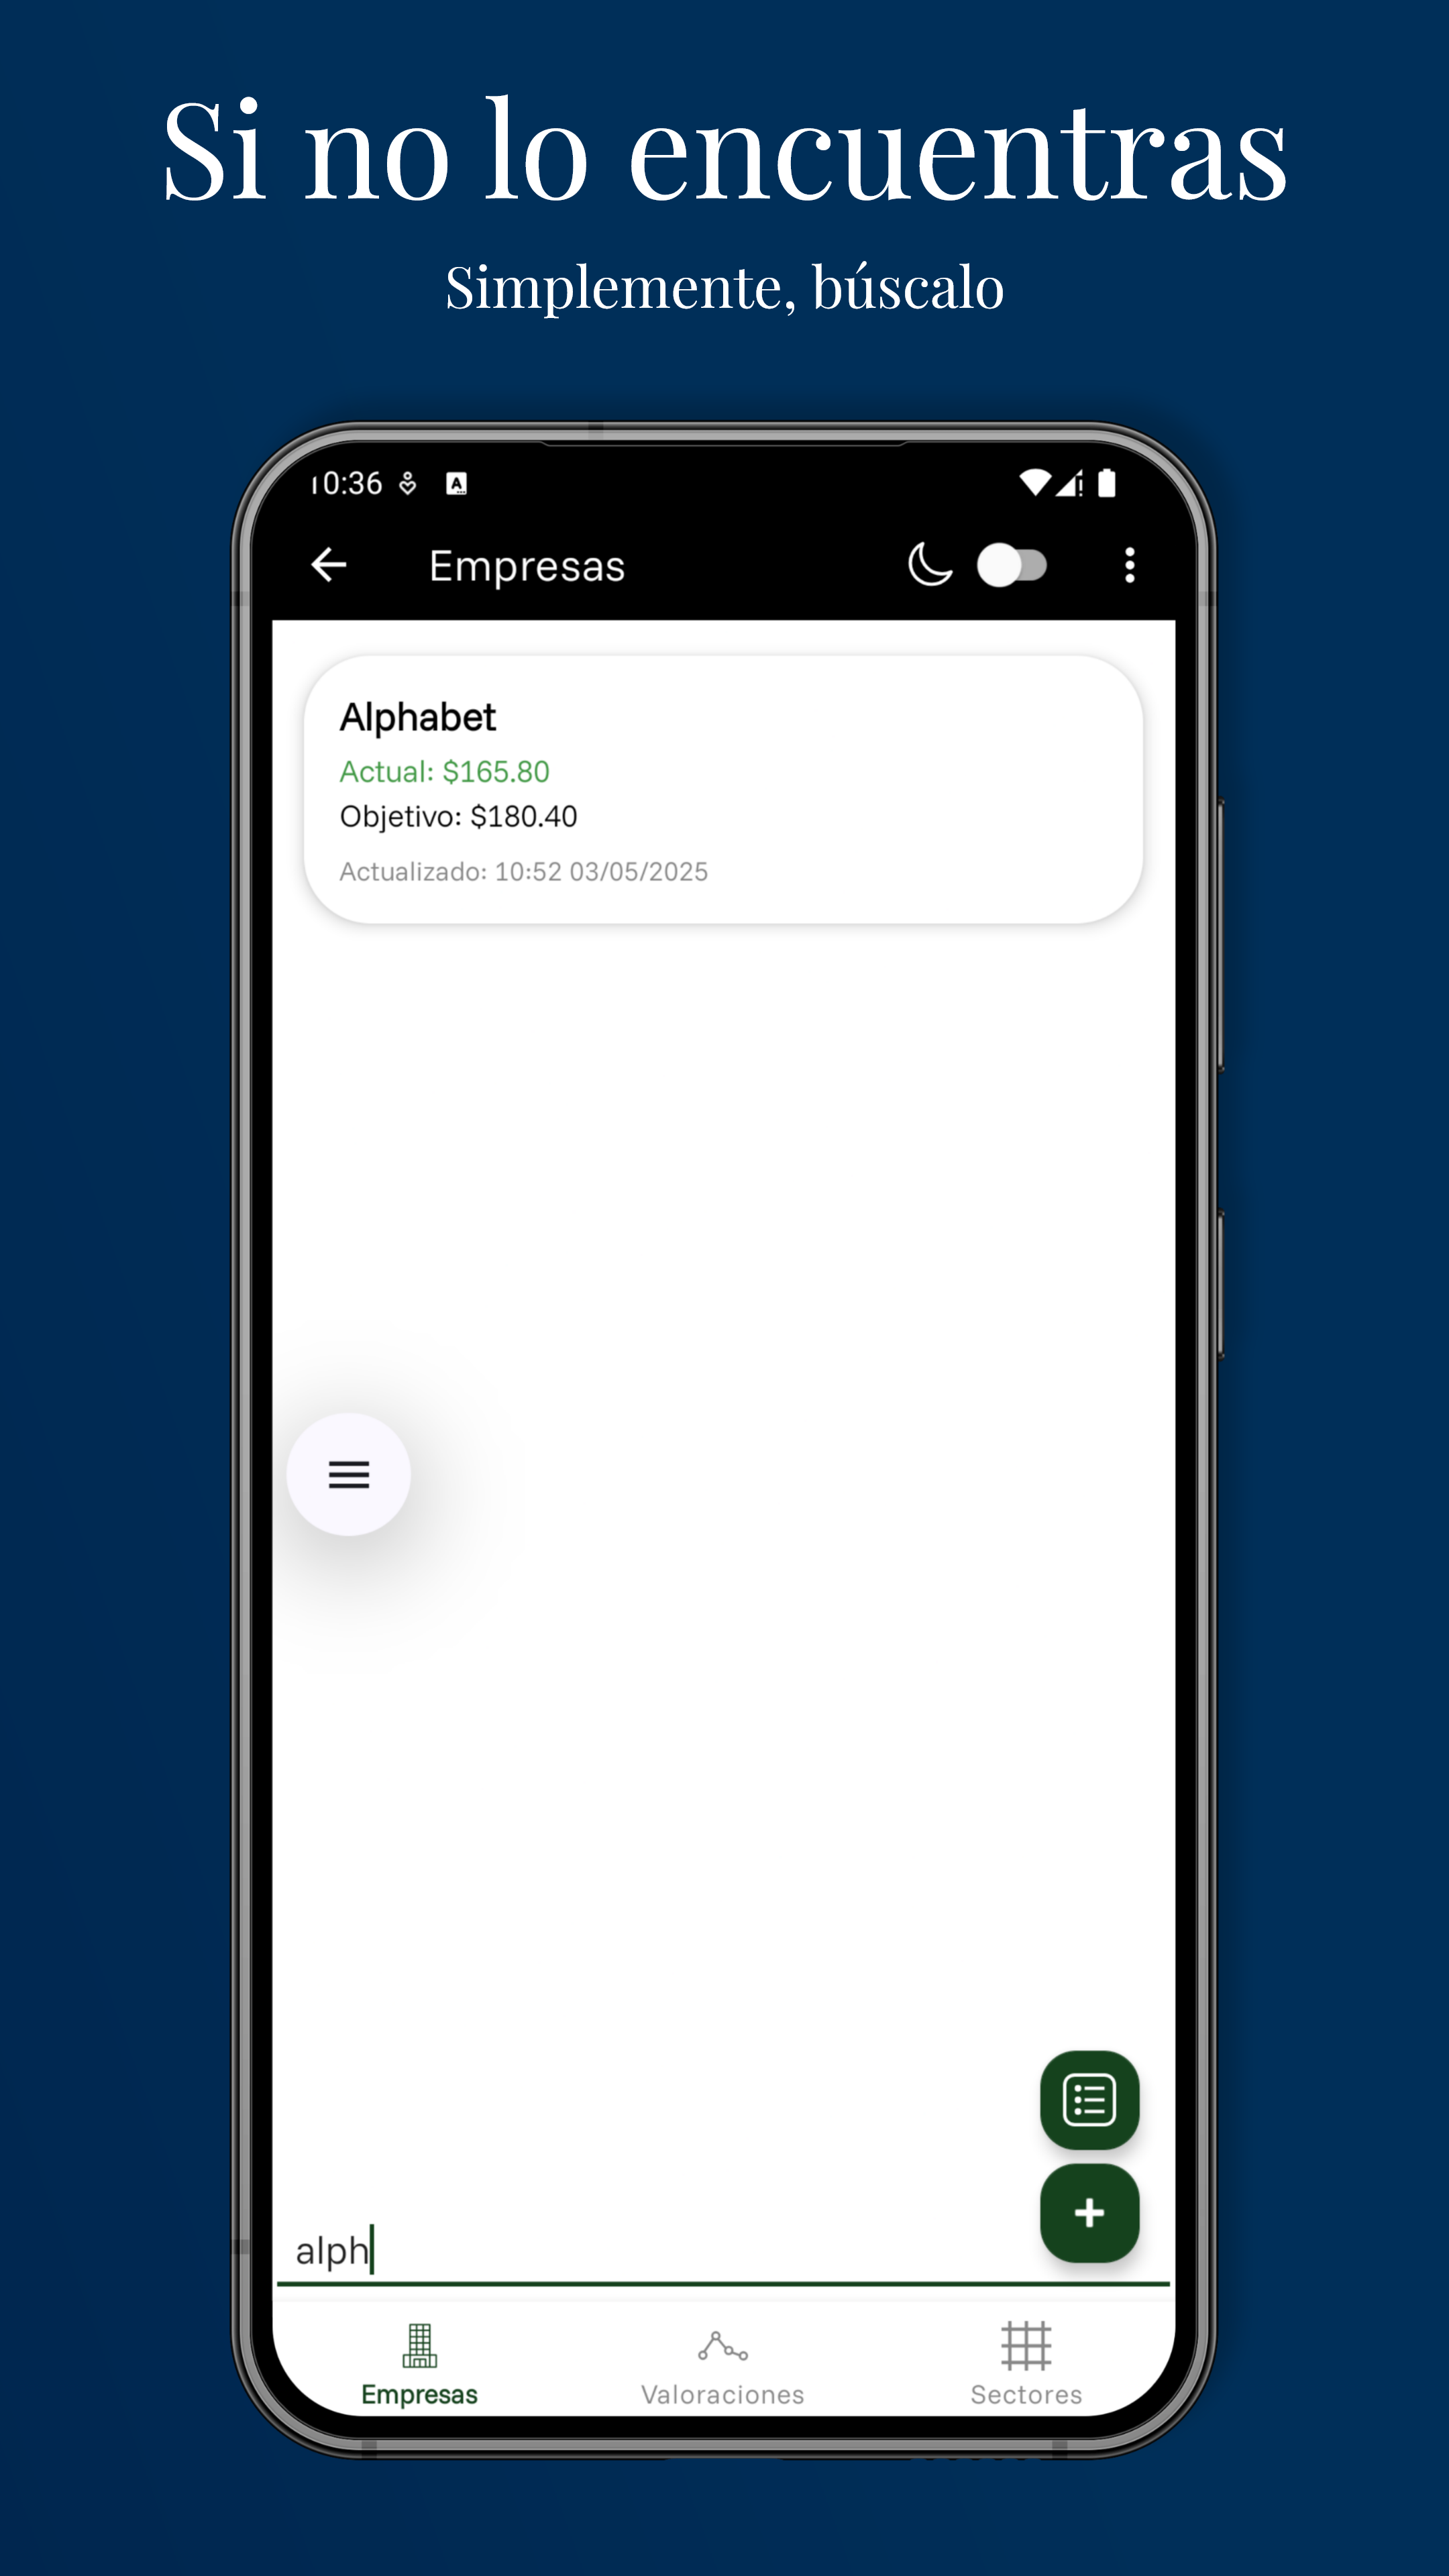 Si no lo encuentras
Simplemente, búscalo
10:36
Empresas
Alphabet
Actual: $165.80
Objetivo: $180.40
Actualizado: 10:52 03/05/2025
alph
Empresas Valoraciones Sectores